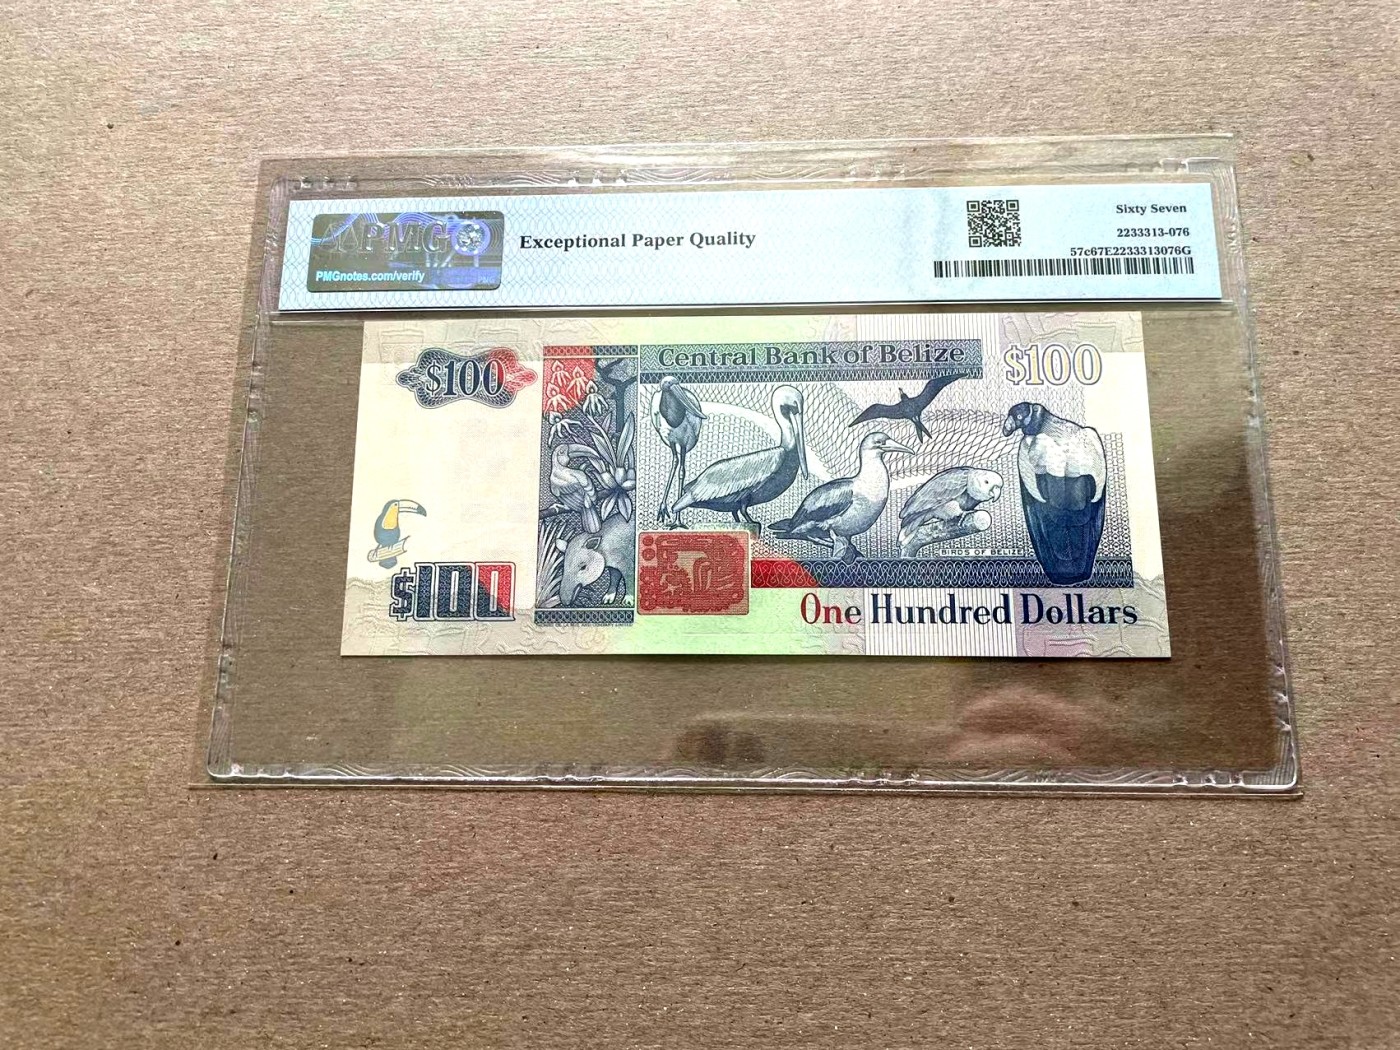 PMG
PMGnotes.com/verify
Exceptional Paper Quality
Sixty Seven
2233313-076
57c67E2233313076G
Central Bank of Belize
$100
$100
BIRDS OF BELIZE
$100
One Hundred Dollars